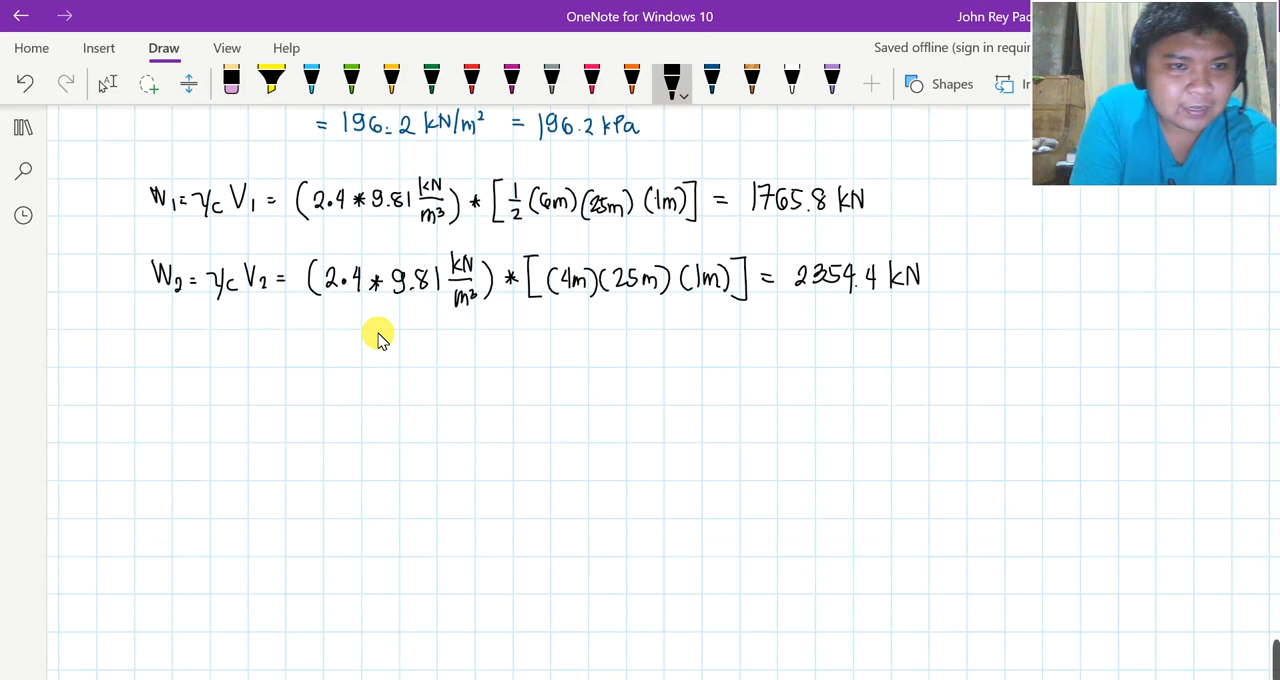 OneNote for Windows 10
John Rey Pac
Home Insert Draw View Help
Saved offline (sign in requir
Shapes
In
= 196.2 kN/m² = 196.2 kPa
W₁ = γc V₁ = (2.4 * 9.81 kN/m³) * [1/2 (6m)(25m)(1m)] = 1765.8 kN
W₂ = γc V₂ = (2.4 * 9.81 kN/m³) * [(4m)(25m)(1m)] = 2354.4 kN